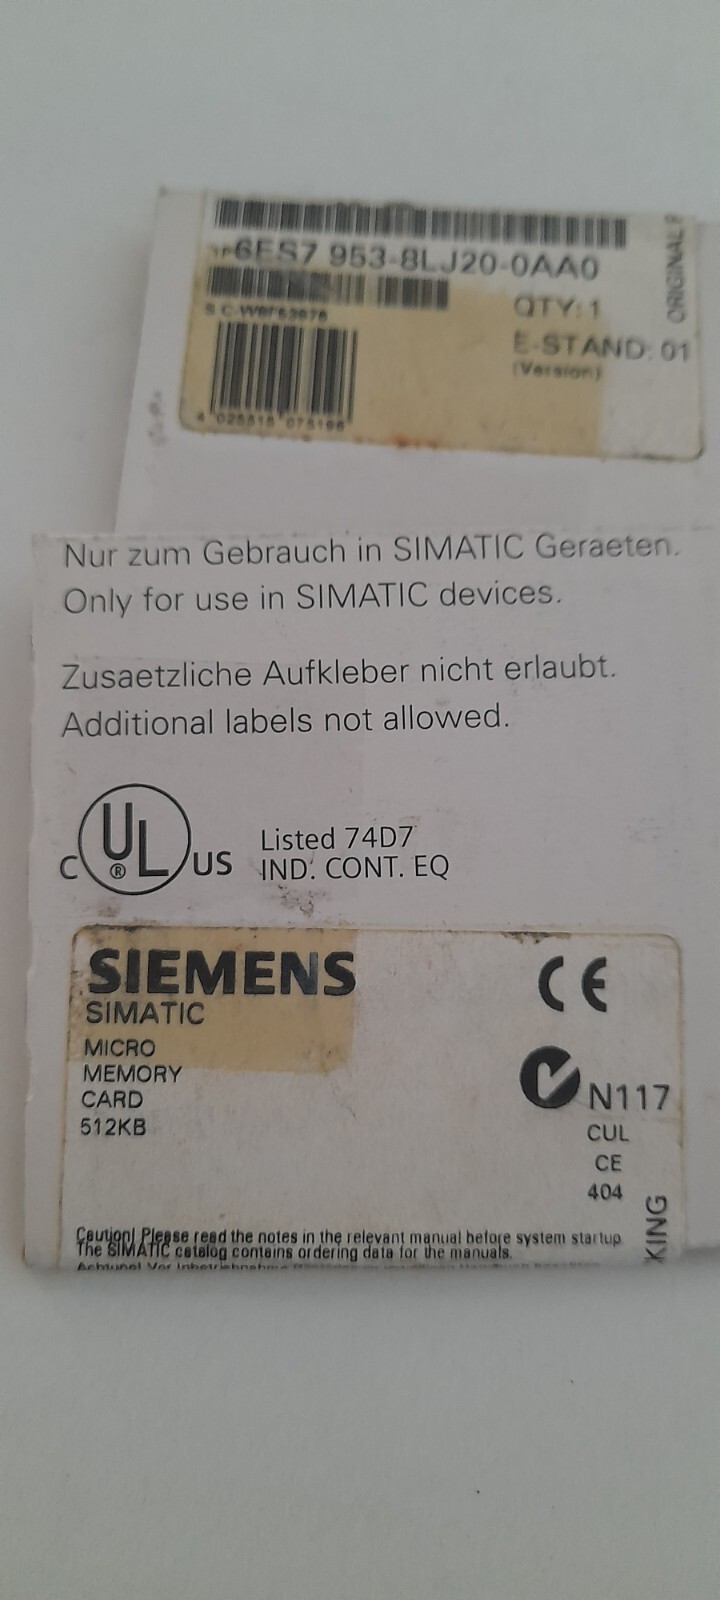 1P6ES7 953-8LJ20-0AA0
QTY: 1
E-STAND: 01
(Version)
ORIGINAL
Nur zum Gebrauch in SIMATIC Geraeten.
Only for use in SIMATIC devices.
Zusaetzliche Aufkleber nicht erlaubt.
Additional labels not allowed.
C UL ® US
Listed 74D7
IND. CONT. EQ
SIEMENS
SIMATIC
MICRO
MEMORY
CARD
512KB
CE
N117
CUL
CE
404
KING
Caution! Please read the notes in the relevant manual before system startup
The SIMATIC catalog contains ordering data for the manuals.